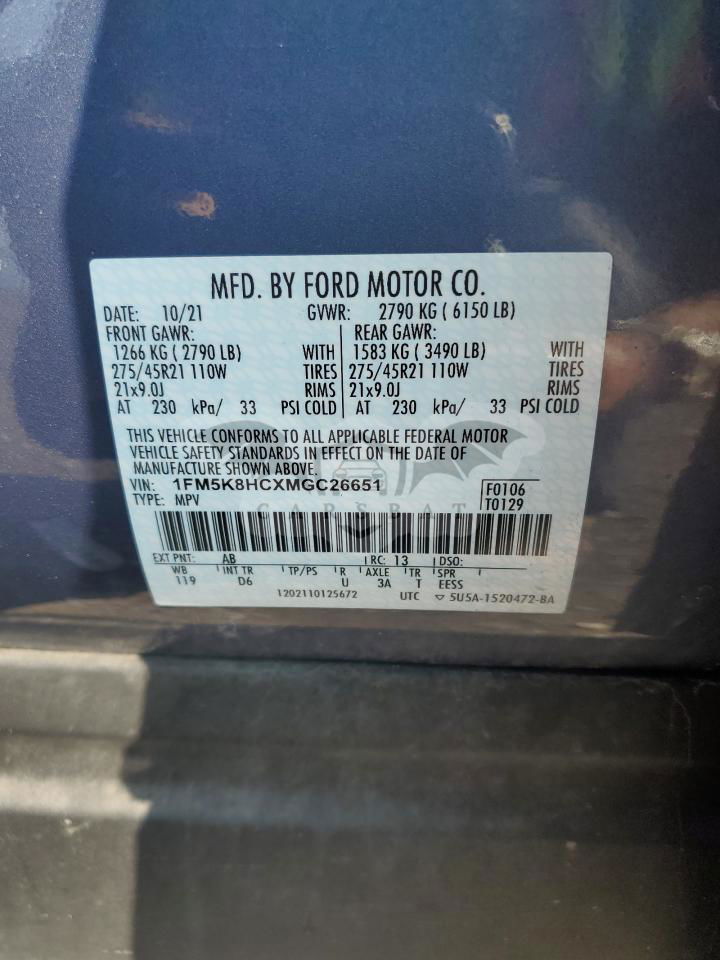 MFD. BY FORD MOTOR CO.
DATE: 10/21 GVWR: 2790 KG ( 6150 LB)
FRONT GAWR: REAR GAWR:
1266 KG ( 2790 LB) WITH 1583 KG ( 3490 LB) WITH
275/45R21 110W TIRES 275/45R21 110W TIRES
21x9.0J RIMS 21x9.0J RIMS
AT 230 kPa/ 33 PSI COLD AT 230 kPa/ 33 PSI COLD
THIS VEHICLE CONFORMS TO ALL APPLICABLE FEDERAL MOTOR
VEHICLE SAFETY STANDARDS IN EFFECT ON THE DATE OF
MANUFACTURE SHOWN ABOVE.
VIN: 1FM5K8HCXMGC26651 F0106
TYPE: MPV T0129
CARSBAT
EXT PNT: AB RC: 13 DSO:
WB INT TR TP/PS R AXLE TR SPR
119 D6 U 3A T EESS
1202110125672 UTC ▽ 5U5A-1520472-BA